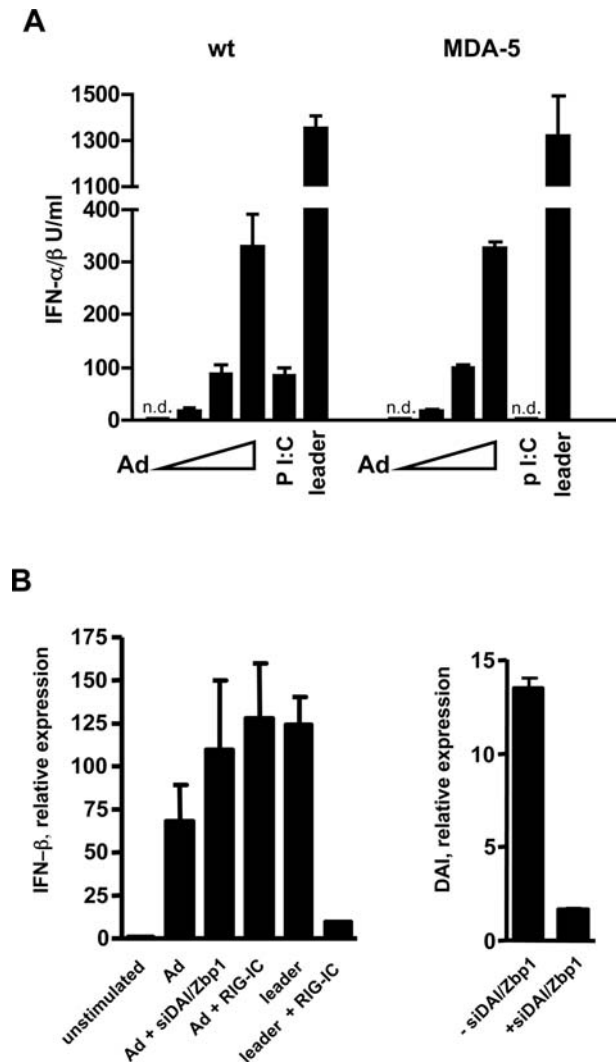 A
wt MDA-5
IFN-α/β U/ml
1500
1300
1100
400
300
200
100
0
n.d.
n.d.
n.d.
Ad
P I:C
leader
Ad
p I:C
leader
B
IFN–β, relative expression
175
150
125
100
75
50
25
0
unstimulated
Ad
Ad + siDAI/Zbp1
Ad + RIG-IC
leader
leader + RIG-IC
DAI, relative expression
15
10
5
0
- siDAI/Zbp1
+siDAI/Zbp1